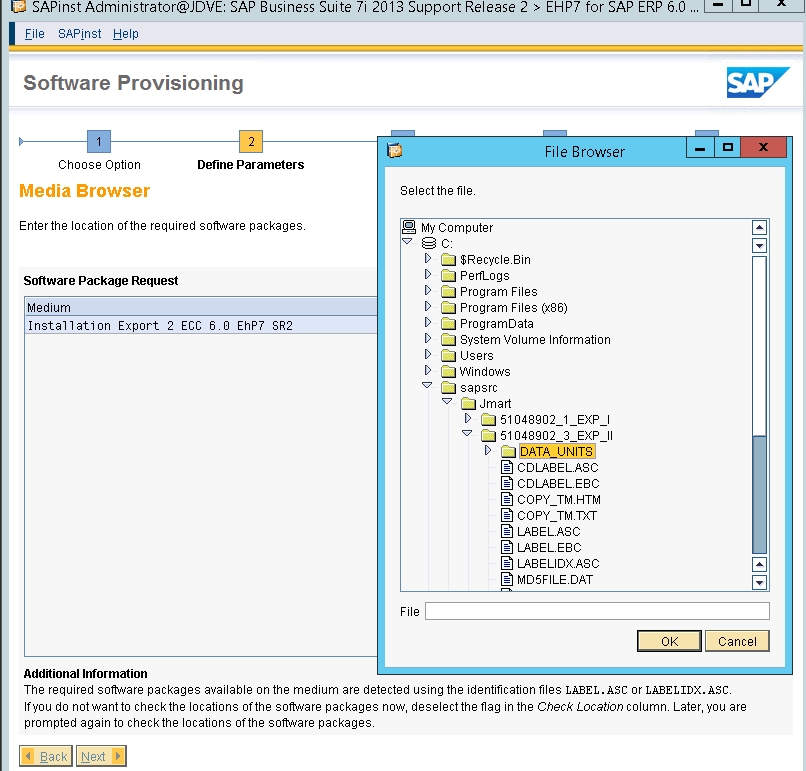 SAPinst Administrator@JDVE: SAP Business Suite 7i 2013 Support Release 2 > EHP7 for SAP ERP 6.0 ...
File SAPinst Help
Software Provisioning
SAP
1
2
Choose Option
Define Parameters
Media Browser
Enter the location of the required software packages.
Software Package Request
Medium
Installation Export 2 ECC 6.0 EhP7 SR2
File Browser
Select the file.
My Computer
C:
$Recycle.Bin
PerfLogs
Program Files
Program Files (x86)
ProgramData
System Volume Information
Users
Windows
sapsrc
Jmart
51048902_1_EXP_I
51048902_3_EXP_II
DATA_UNITS
CDLABEL.ASC
CDLABEL.EBC
COPY_TM.HTM
COPY_TM.TXT
LABEL.ASC
LABEL.EBC
LABELIDX.ASC
MD5FILE.DAT
File
OK Cancel
Additional Information
The required software packages available on the medium are detected using the identification files LABEL.ASC or LABELIDX.ASC.
If you do not want to check the locations of the software packages now, deselect the flag in the Check Location column. Later, you are
prompted again to check the locations of the software packages.
Back Next